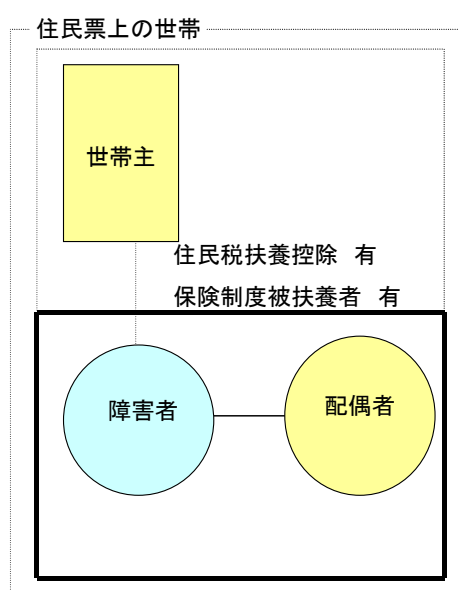 住民票上の世帯
世帯主
住民税扶養控除　有
保険制度被扶養者　有
障害者
配偶者